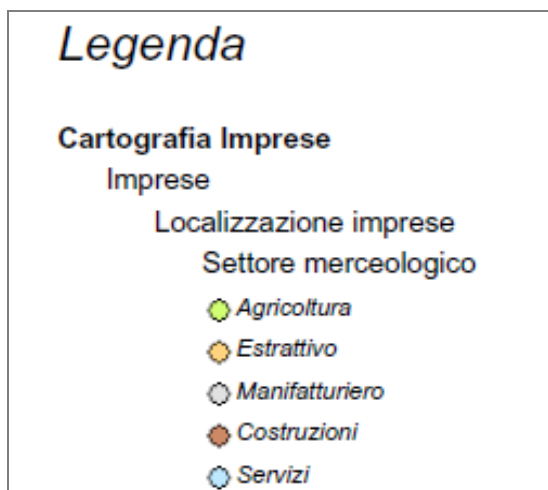 Legenda
Cartografia Imprese
Imprese
Localizzazione imprese
Settore merceologico
Agricoltura
Estrattivo
Manifatturiero
Costruzioni
Servizi